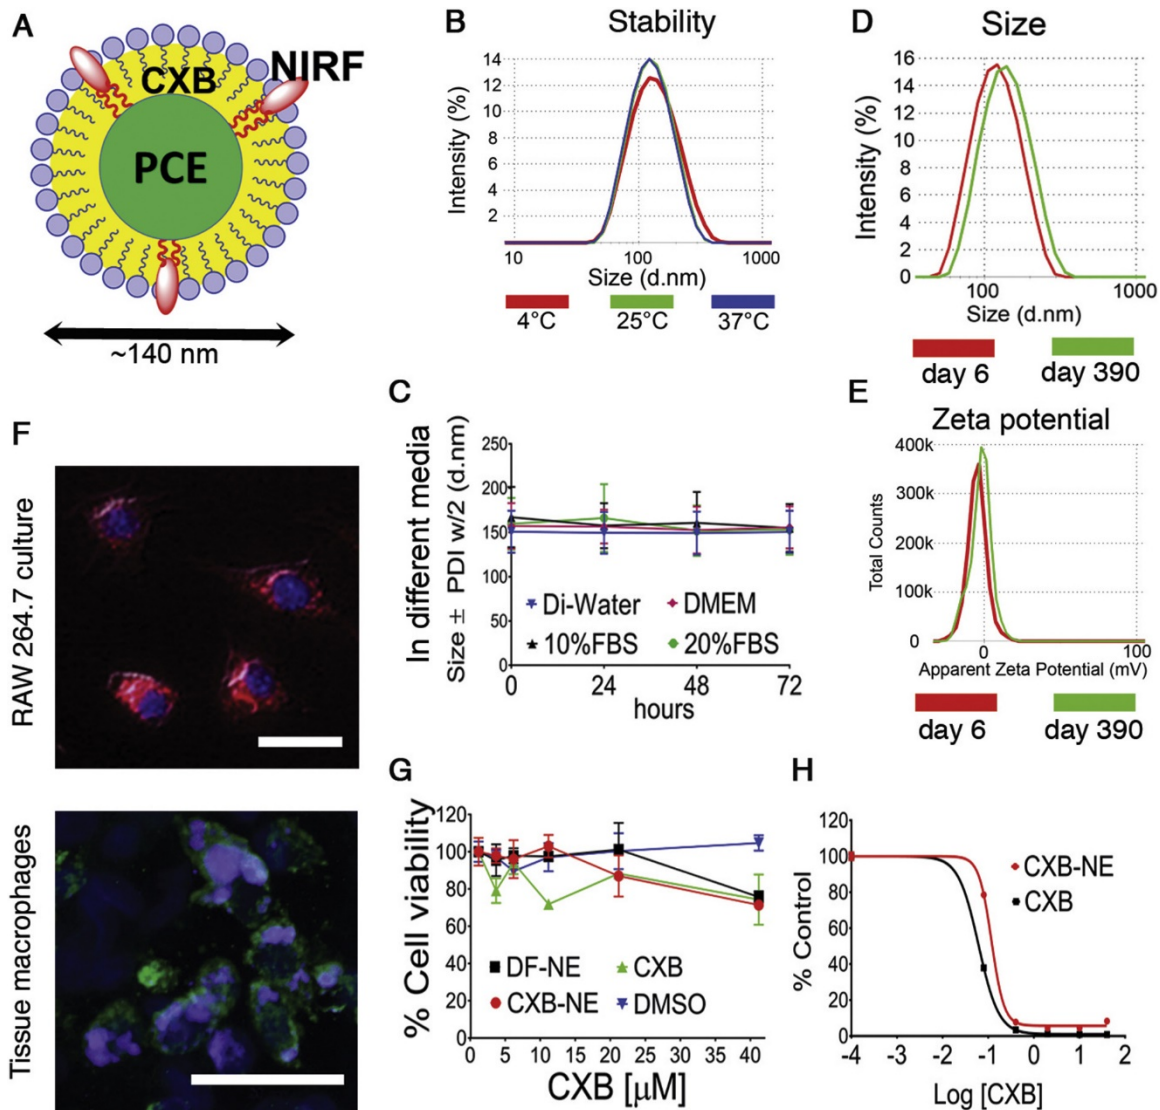 A
CXB
NIRF
PCE
~140 nm
B
Stability
Intensity (%)
14
12
10
8
6
4
2
10
100
1000
Size (d.nm)
4°C
25°C
37°C
D
Size
Intensity (%)
16
14
12
10
8
6
4
2
0
100
1000
Size (d.nm)
day 6
day 390
C
In different media
Size ± PDI w/2 (d.nm)
250
200
150
100
50
0
Di-Water
DMEM
10%FBS
20%FBS
0
24
48
72
hours
E
Zeta potential
Total Counts
400k
300k
200k
100k
0
0
100
Apparent Zeta Potential (mV)
day 6
day 390
F
RAW 264.7 culture
Tissue macrophages
G
% Cell viability
120
100
80
60
40
20
0
DF-NE
CXB
CXB-NE
DMSO
0
5
10
15
20
25
30
35
40
CXB [µM]
H
% Control
120
100
80
60
40
20
0
CXB-NE
CXB
-4
-3
-2
-1
0
1
2
Log [CXB]